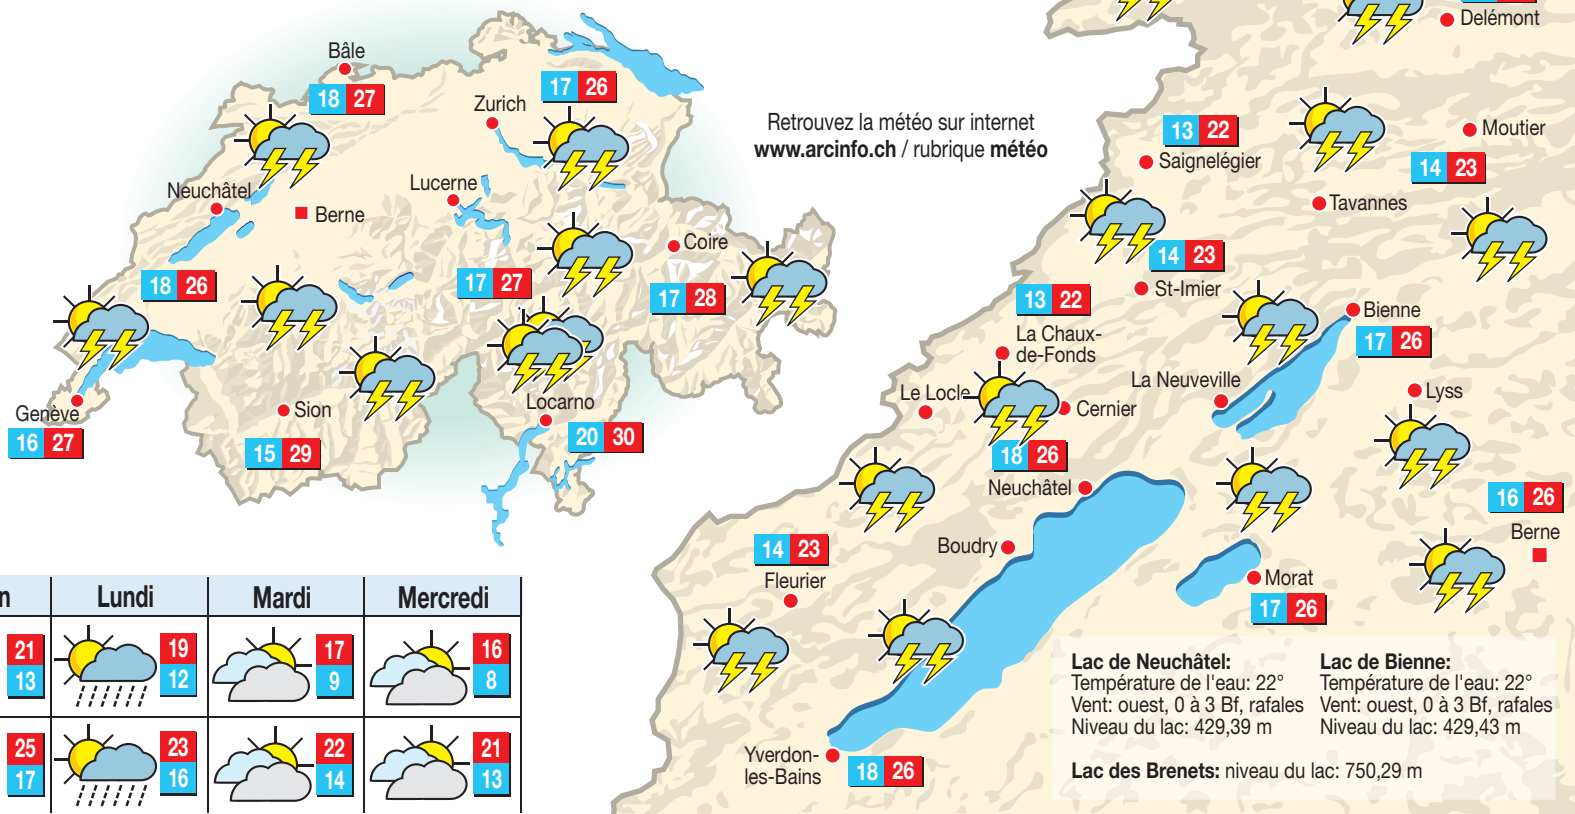 Bâle
18 27
Zurich
17 26
Neuchâtel
Berne
Lucerne
Coire
18 26
17 27
17 28
Genève
16 27
Sion
15 29
Locarno
20 30
Retrouvez la météo sur internet
www.arcinfo.ch / rubrique météo
Delémont
13 22
Saignelégier
Moutier
14 23
Tavannes
14 23
St-Imier
13 22
La Chaux-
de-Fonds
Bienne
17 26
Le Locle
Cernier
La Neuveville
Lyss
18 26
Neuchâtel
16 26
Berne
Boudry
14 23
Fleurier
Morat
17 26
Yverdon-
les-Bains
18 26
Lac de Neuchâtel:
Température de l'eau: 22°
Vent: ouest, 0 à 3 Bf, rafales
Niveau du lac: 429,39 m
Lac de Bienne:
Température de l'eau: 22°
Vent: ouest, 0 à 3 Bf, rafales
Niveau du lac: 429,43 m
Lac des Brenets: niveau du lac: 750,29 m
Lundi Mardi Mercredi
21 19 17 16
13 12 9 8
25 23 22 21
17 16 14 13